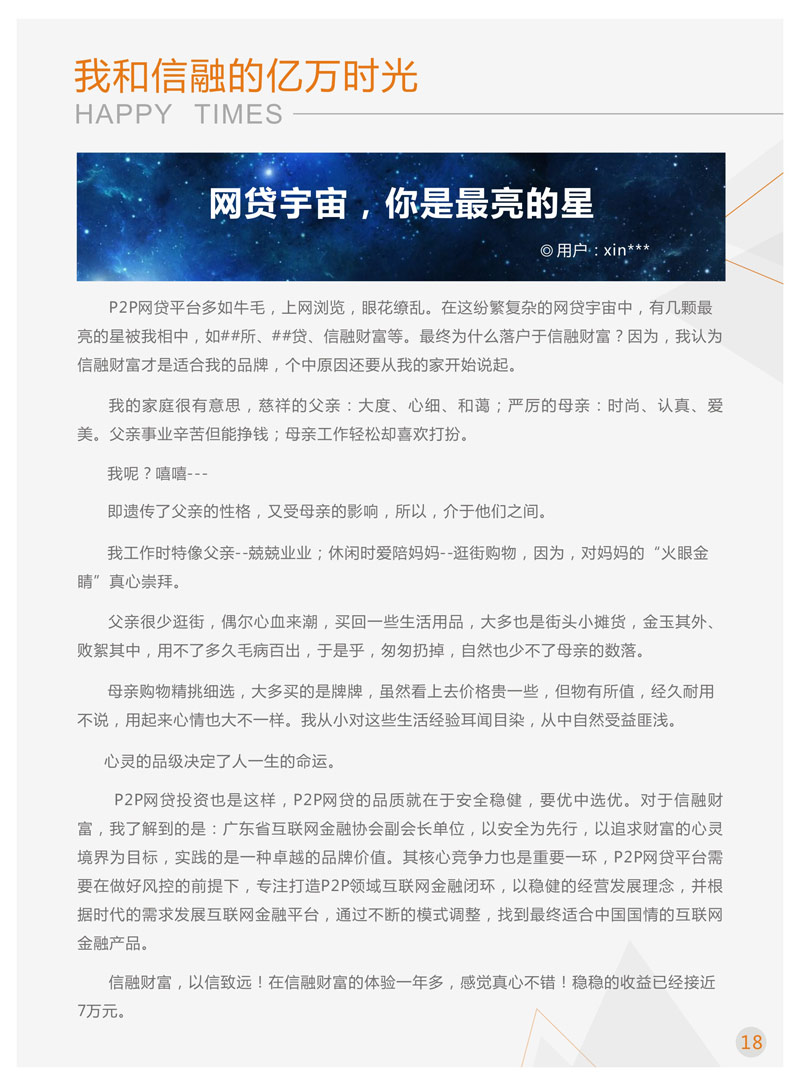 我和信融的亿万时光
HAPPY TIMES
网贷宇宙，你是最亮的星
◎用户：xin***
P2P网贷平台多如牛毛，上网浏览，眼花缭乱。在这纷繁复杂的网贷宇宙中，有几颗最
亮的星被我相中，如##所、##贷、信融财富等。最终为什么落户于信融财富？因为，我认为
信融财富才是适合我的品牌，个中原因还要从我的家开始说起。
我的家庭很有意思，慈祥的父亲：大度、心细、和蔼；严厉的母亲：时尚、认真、爱
美。父亲事业辛苦但能挣钱；母亲工作轻松却喜欢打扮。
我呢？嘻嘻---
即遗传了父亲的性格，又受母亲的影响，所以，介于他们之间。
我工作时特像父亲--兢兢业业；休闲时爱陪妈妈--逛街购物，因为，对妈妈的“火眼金
睛”真心崇拜。
父亲很少逛街，偶尔心血来潮，买回一些生活用品，大多也是街头小摊货，金玉其外、
败絮其中，用不了多久毛病百出，于是乎，匆匆扔掉，自然也少不了母亲的数落。
母亲购物精挑细选，大多买的是牌牌，虽然看上去价格贵一些，但物有所值，经久耐用
不说，用起来心情也大不一样。我从小对这些生活经验耳闻目染，从中自然受益匪浅。
心灵的品级决定了人一生的命运。
P2P网贷投资也是这样，P2P网贷的品质就在于安全稳健，要优中选优。对于信融财
富，我了解到的是：广东省互联网金融协会副会长单位，以安全为先行，以追求财富的心灵
境界为目标，实践的是一种卓越的品牌价值。其核心竞争力也是重要一环，P2P网贷平台需
要在做好风控的前提下，专注打造P2P领域互联网金融闭环，以稳健的经营发展理念，并根
据时代的需求发展互联网金融平台，通过不断的模式调整，找到最终适合中国国情的互联网
金融产品。
信融财富，以信致远！在信融财富的体验一年多，感觉真心不错！稳稳的收益已经接近
7万元。
18